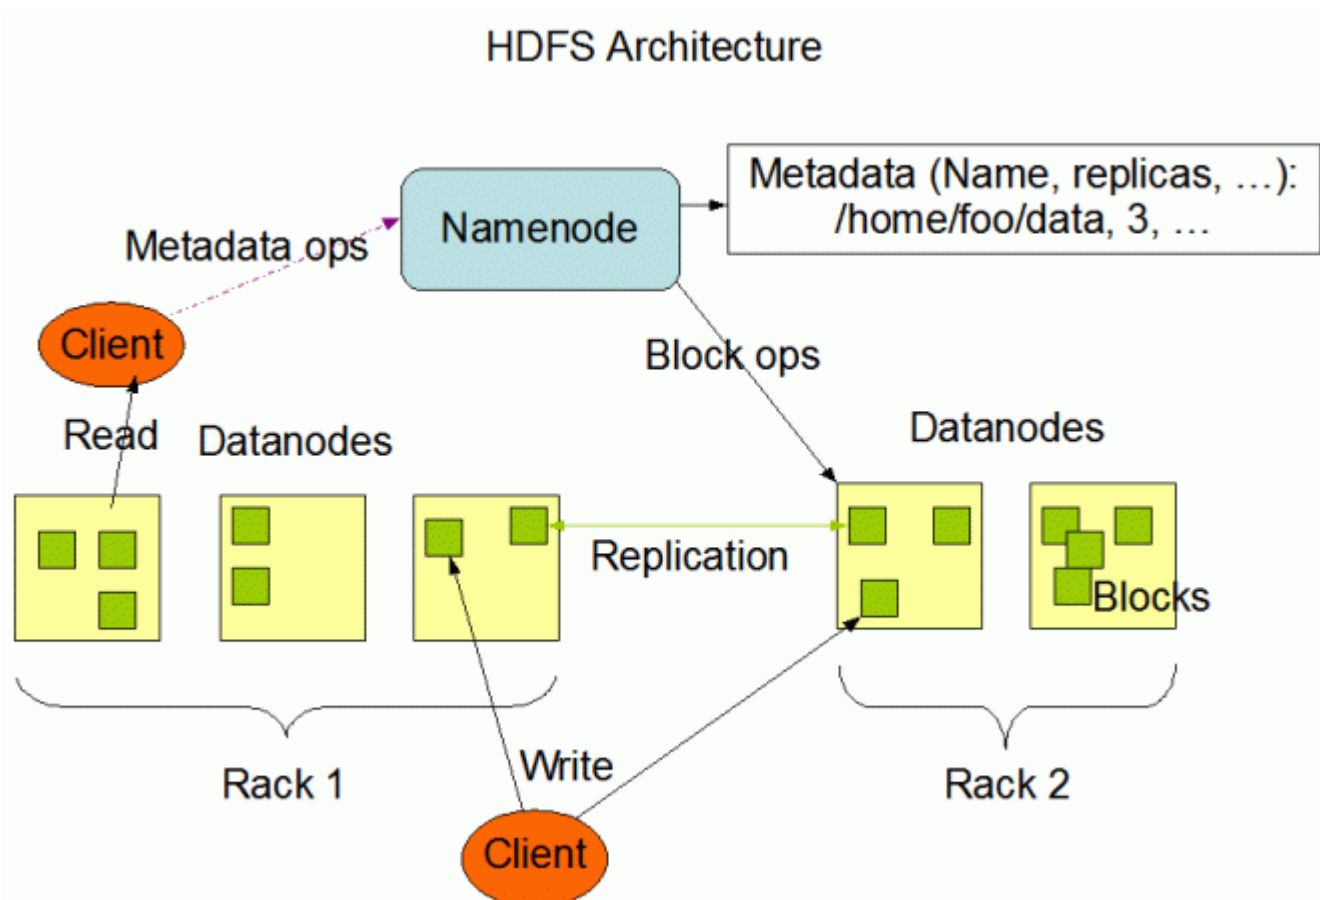 HDFS Architecture
Metadata (Name, replicas, …):
/home/foo/data, 3, …
Namenode
Metadata ops
Client
Block ops
Read
Datanodes
Datanodes
Replication
Blocks
Rack 1
Write
Rack 2
Client